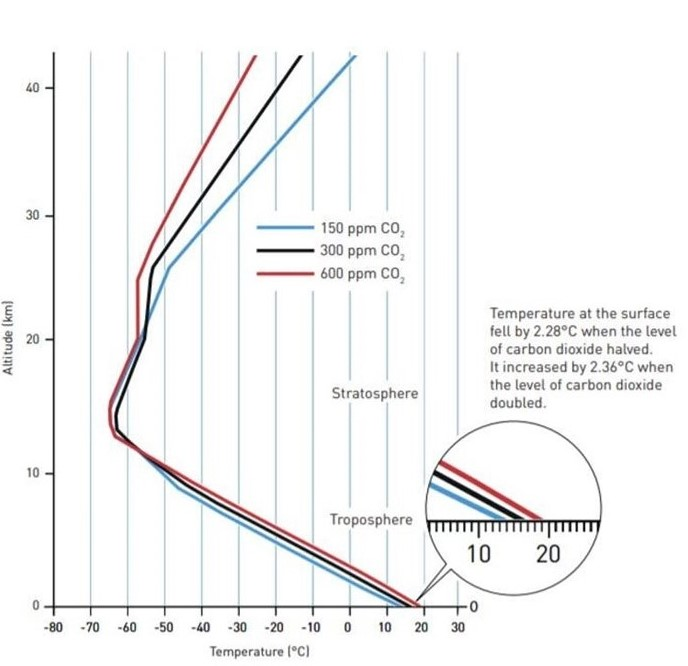 40
30
150 ppm CO₂
300 ppm CO₂
600 ppm CO₂
Altitude (km)
20
Temperature at the surface
fell by 2.28°C when the level
of carbon dioxide halved.
It increased by 2.36°C when
the level of carbon dioxide
doubled.
Stratosphere
10
Troposphere
10 20
0
0
-80 -70 -60 -50 -40 -30 -20 -10 0 10 20 30
Temperature (°C)